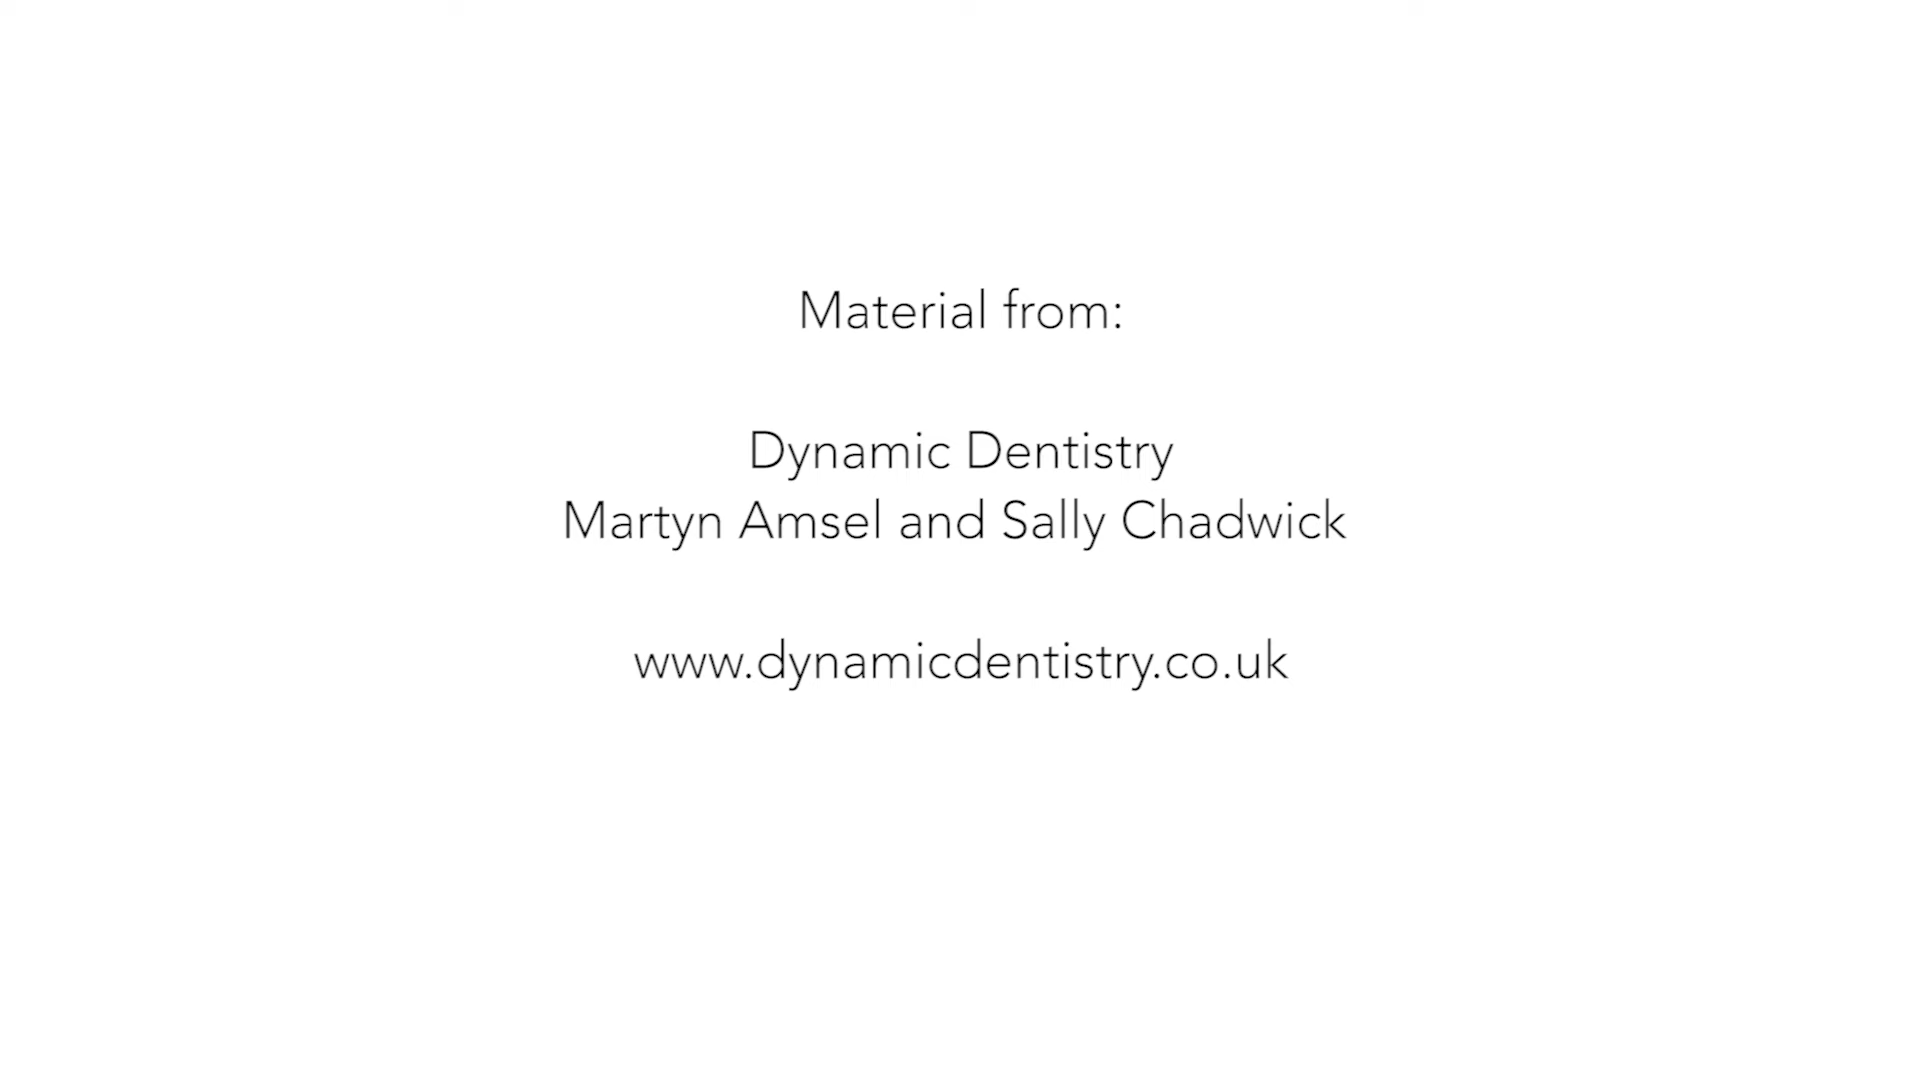 Material from:
Dynamic Dentistry
Martyn Amsel and Sally Chadwick
www.dynamicdentistry.co.uk